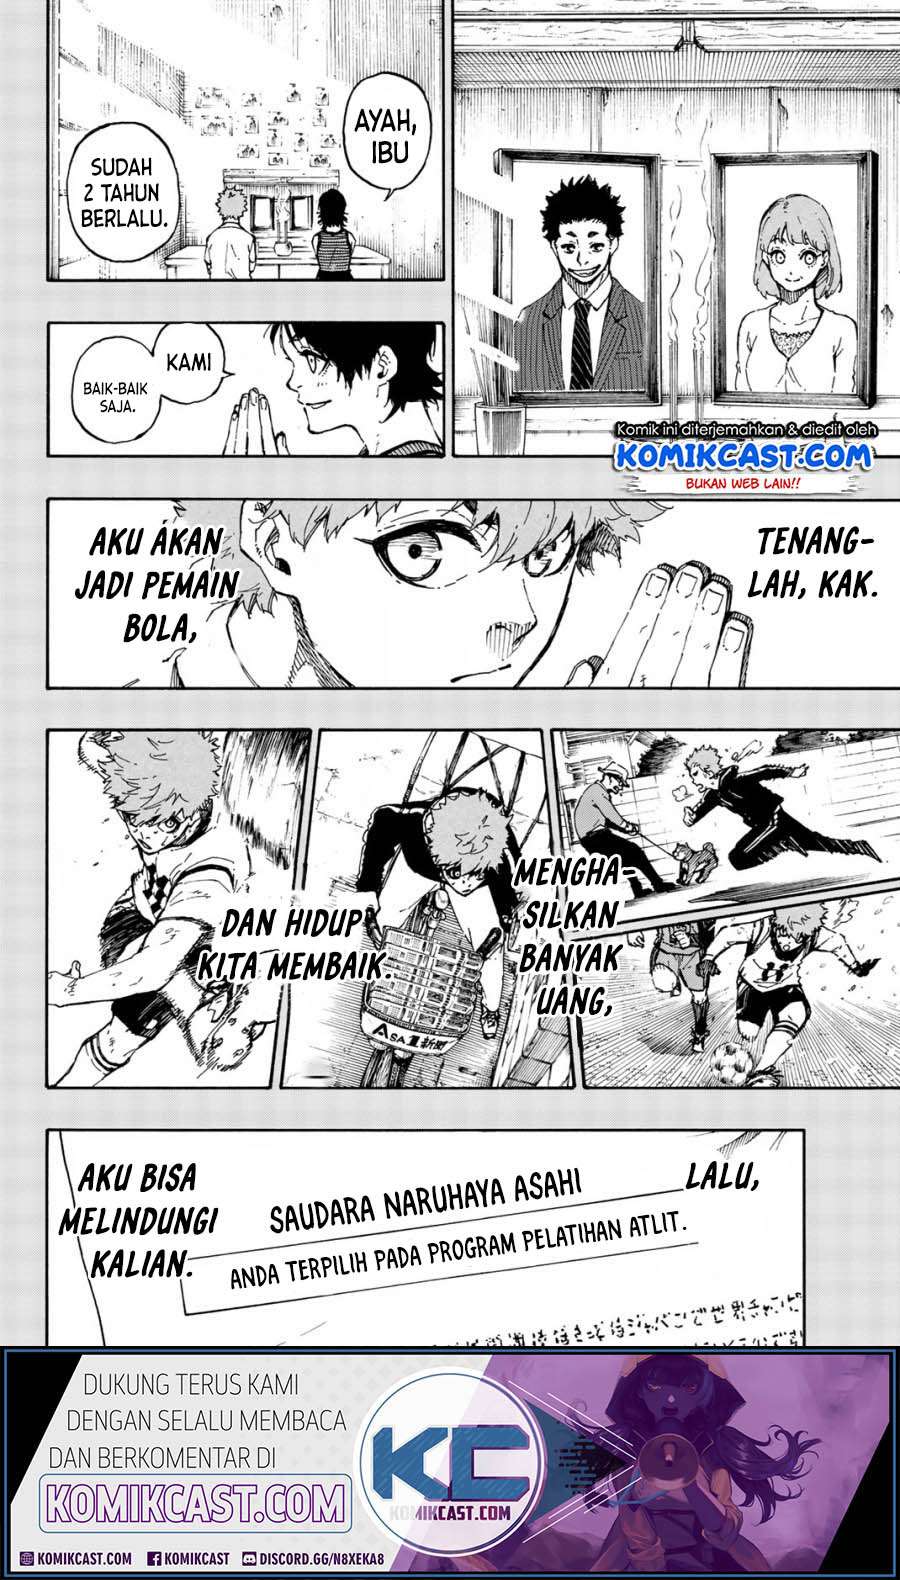 AYAH,
IBU
SUDAH
2 TAHUN
BERLALU.
KAMI
BAIK-BAIK
SAJA.
Komik ini diterjemahkan & diedit oleh
KOMIKCAST.COM
BUKAN WEB LAIN!!
TENANG-
LAH, KAK.
AKU AKAN
JADI PEMAIN
BOLA,
MENGHA-
SILKAN
BANYAK
UANG,
DAN HIDUP
KITA MEMBAIK.
LALU,
AKU BISA
MELINDUNGI
KALIAN.
SAUDARA NARUHAYA ASAHI
ANDA TERPILIH PADA PROGRAM PELATIHAN ATLIT.
DUKUNG TERUS KAMI
DENGAN SELALU MEMBACA
DAN BERKOMENTAR DI
KOMIKCAST.COM
KC
KOMIKCAST.COM
KOMIKCAST.COM
KOMIKCAST
DISCORD.GG/N8XEKA8